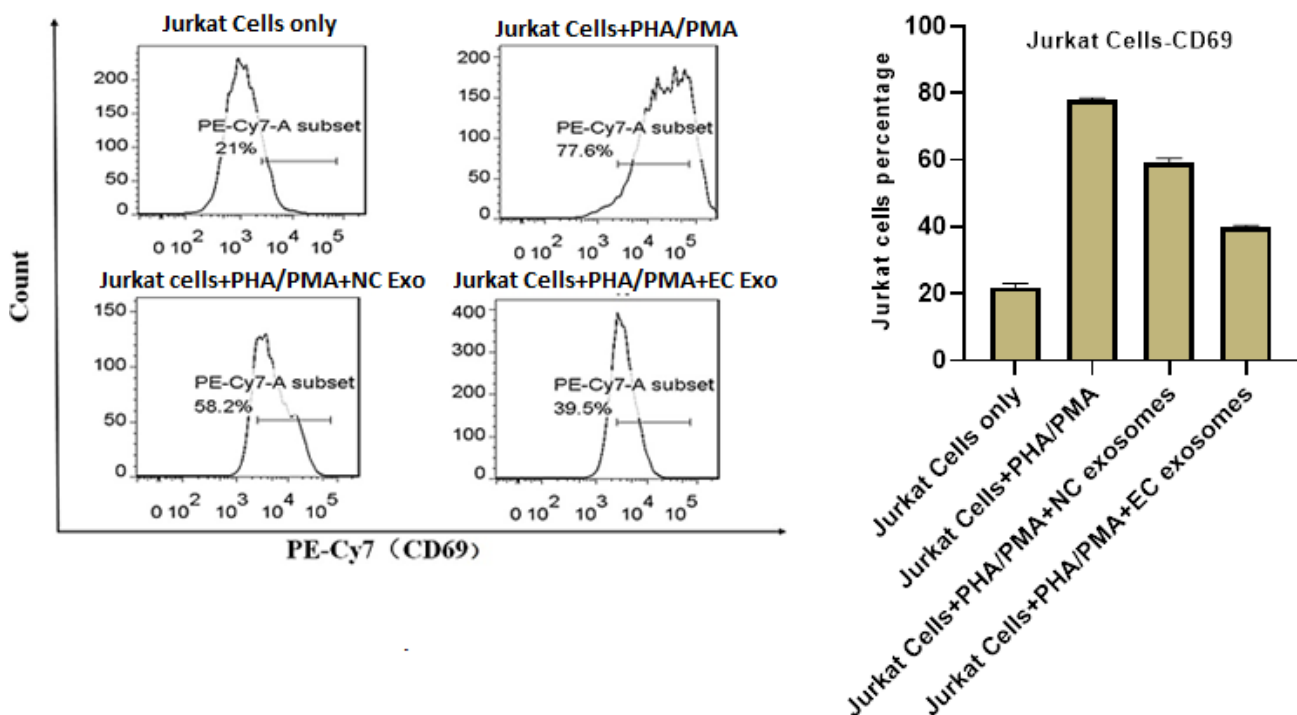 Jurkat Cells only
200
150
100
50
0
PE-Cy7-A subset
21%
0 10² 10³ 10⁴ 10⁵
Jurkat Cells+PHA/PMA
200
150
100
50
0
PE-Cy7-A subset
77.6%
0 10² 10³ 10⁴ 10⁵
Jurkat cells+PHA/PMA+NC Exo
150
100
50
0
PE-Cy7-A subset
58.2%
0 10² 10³ 10⁴ 10⁵
Jurkat Cells+PHA/PMA+EC Exo
400
300
200
100
0
PE-Cy7-A subset
39.5%
0 10² 10³ 10⁴ 10⁵
Count
PE-Cy7（CD69）
Jurkat Cells-CD69
Jurkat cells percentage
100
80
60
40
20
0
Jurkat Cells only
Jurkat Cells+PHA/PMA
Jurkat Cells+PHA/PMA+NC exosomes
Jurkat Cells+PHA/PMA+EC exosomes